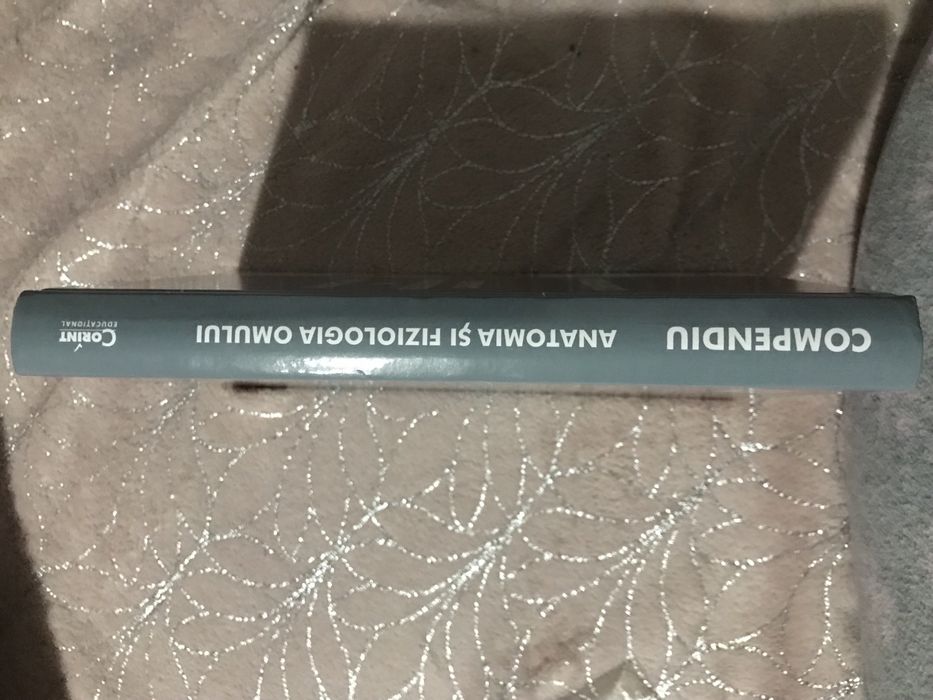 COMPENDIU
ANATOMIA ȘI FIZIOLOGIA OMULUI
CORINT
EDUCAȚIONAL